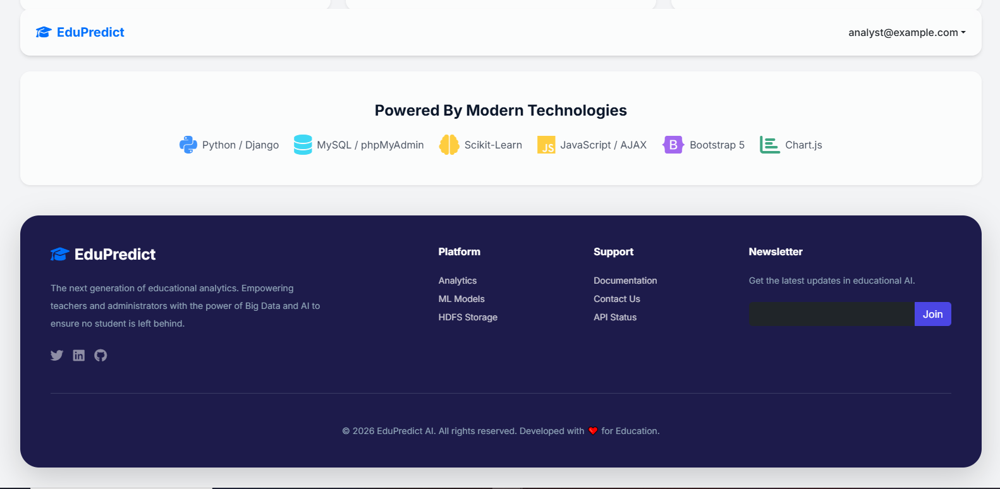 EduPredict
analyst@example.com
Powered By Modern Technologies
Python / Django
MySQL / phpMyAdmin
Scikit-Learn
JS
JavaScript / AJAX
B
Bootstrap 5
Chart.js
EduPredict
The next generation of educational analytics. Empowering
teachers and administrators with the power of Big Data and AI to
ensure no student is left behind.
in
Platform
Analytics
ML Models
HDFS Storage
Support
Documentation
Contact Us
API Status
Newsletter
Get the latest updates in educational AI.
Join
© 2026 EduPredict AI. All rights reserved. Developed with ❤️ for Education.